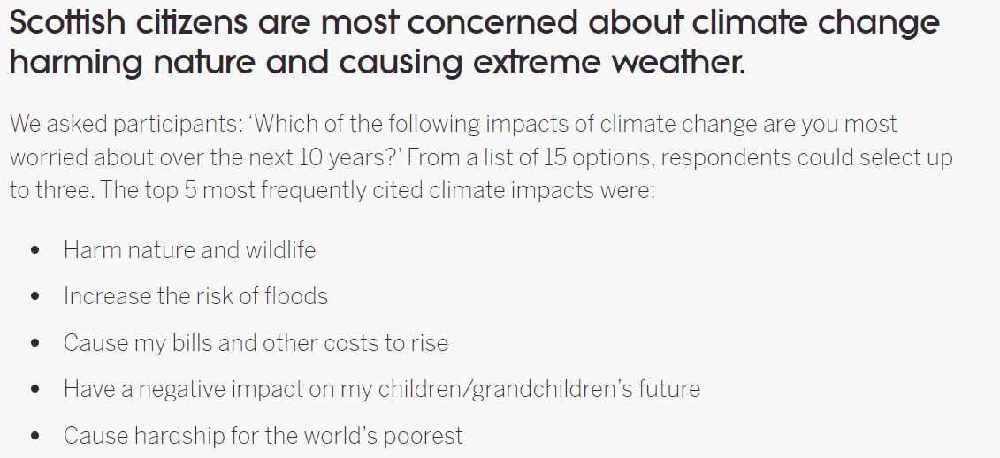 Scottish citizens are most concerned about climate change
harming nature and causing extreme weather.
We asked participants: ‘Which of the following impacts of climate change are you most
worried about over the next 10 years?’ From a list of 15 options, respondents could select up
to three. The top 5 most frequently cited climate impacts were:
• Harm nature and wildlife
• Increase the risk of floods
• Cause my bills and other costs to rise
• Have a negative impact on my children/grandchildren’s future
• Cause hardship for the world’s poorest